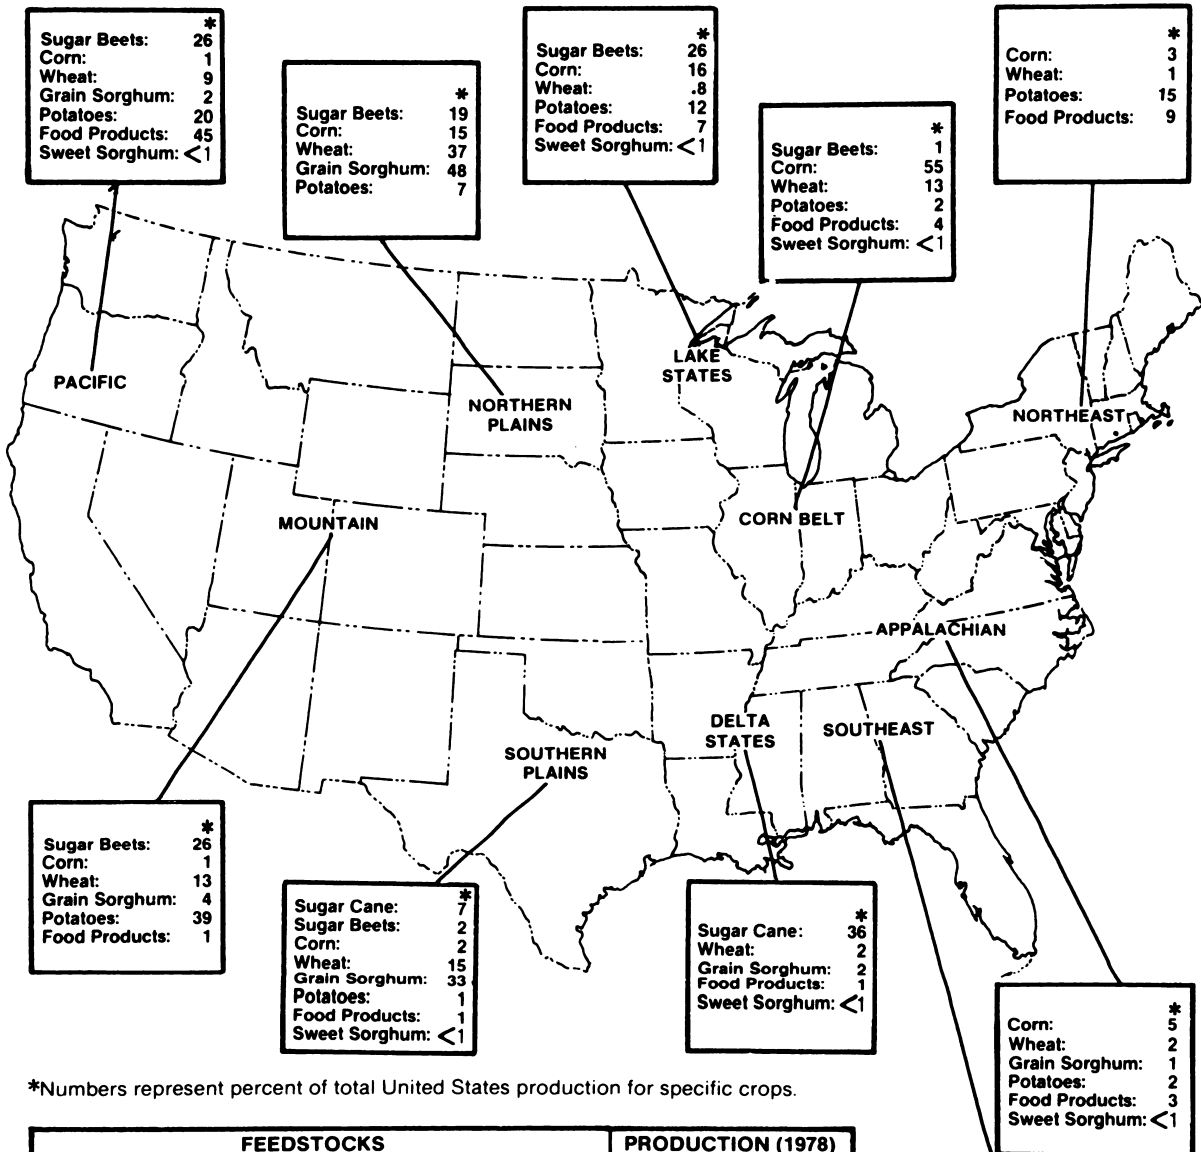 *
Sugar Beets: 26
Corn: 1
Wheat: 9
Grain Sorghum: 2
Potatoes: 20
Food Products: 45
Sweet Sorghum: <1
*
Sugar Beets: 19
Corn: 15
Wheat: 37
Grain Sorghum: 48
Potatoes: 7
*
Sugar Beets: 26
Corn: 16
Wheat: .8
Potatoes: 12
Food Products: 7
Sweet Sorghum: <1
*
Sugar Beets: 1
Corn: 55
Wheat: 13
Potatoes: 2
Food Products: 4
Sweet Sorghum: <1
*
Corn: 3
Wheat: 1
Potatoes: 15
Food Products: 9
PACIFIC
NORTHERN
PLAINS
LAKE
STATES
NORTHEAST
MOUNTAIN
CORN BELT
APPALACHIAN
DELTA
STATES
SOUTHEAST
SOUTHERN
PLAINS
*
Sugar Beets: 26
Corn: 1
Wheat: 13
Grain Sorghum: 4
Potatoes: 39
Food Products: 1
*
Sugar Cane: 7
Sugar Beets: 2
Corn: 2
Wheat: 15
Grain Sorghum: 33
Potatoes: 1
Food Products: 1
Sweet Sorghum: <1
*
Sugar Cane: 36
Wheat: 2
Grain Sorghum: 2
Food Products: 1
Sweet Sorghum: <1
*
Corn: 5
Wheat: 2
Grain Sorghum: 1
Potatoes: 2
Food Products: 3
Sweet Sorghum: <1
*Numbers represent percent of total United States production for specific crops.
FEEDSTOCKS PRODUCTION (1978)